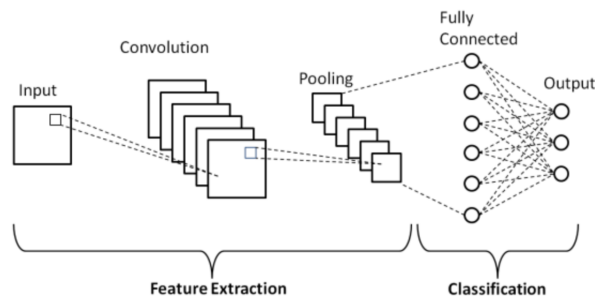 Input
Convolution
Pooling
Fully
Connected
Output
Feature Extraction
Classification